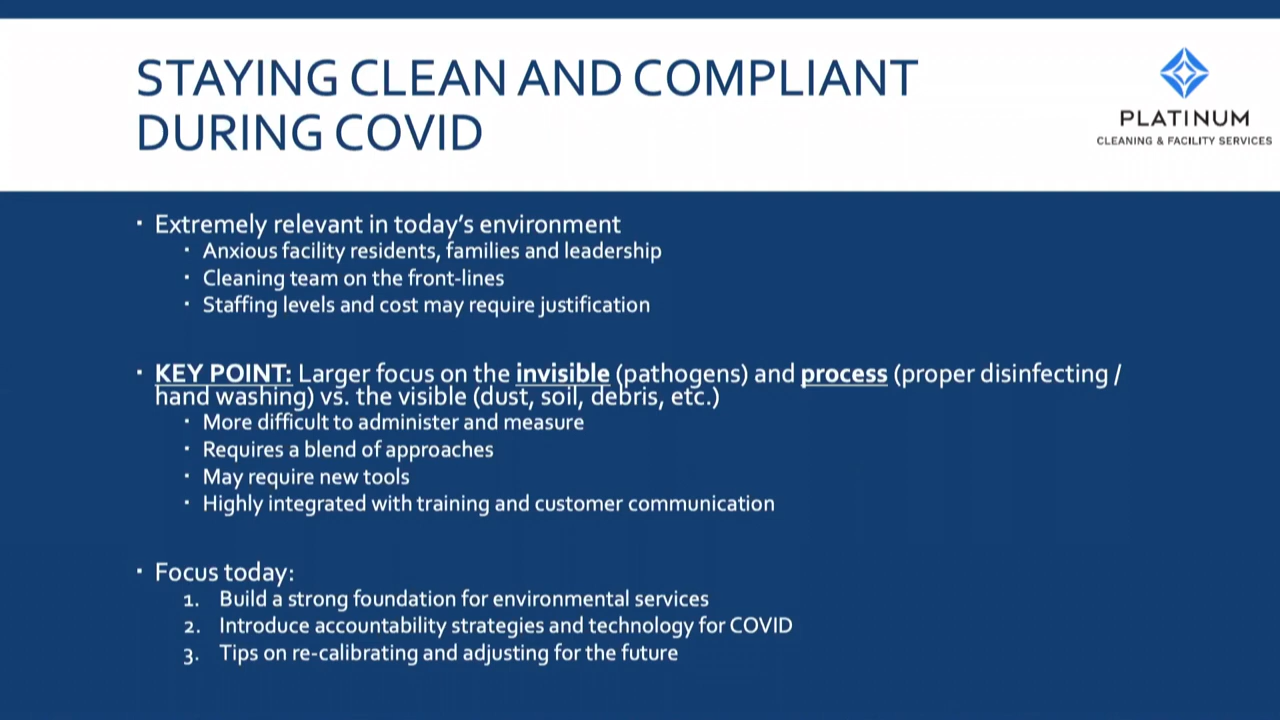 STAYING CLEAN AND COMPLIANT
DURING COVID
PLATINUM
CLEANING & FACILITY SERVICES
▪ Extremely relevant in today's environment
▪ Anxious facility residents, families and leadership
▪ Cleaning team on the front-lines
▪ Staffing levels and cost may require justification
▪ KEY POINT: Larger focus on the invisible (pathogens) and process (proper disinfecting /
hand washing) vs. the visible (dust, soil, debris, etc.)
▪ More difficult to administer and measure
▪ Requires a blend of approaches
▪ May require new tools
▪ Highly integrated with training and customer communication
▪ Focus today:
1. Build a strong foundation for environmental services
2. Introduce accountability strategies and technology for COVID
3. Tips on re-calibrating and adjusting for the future